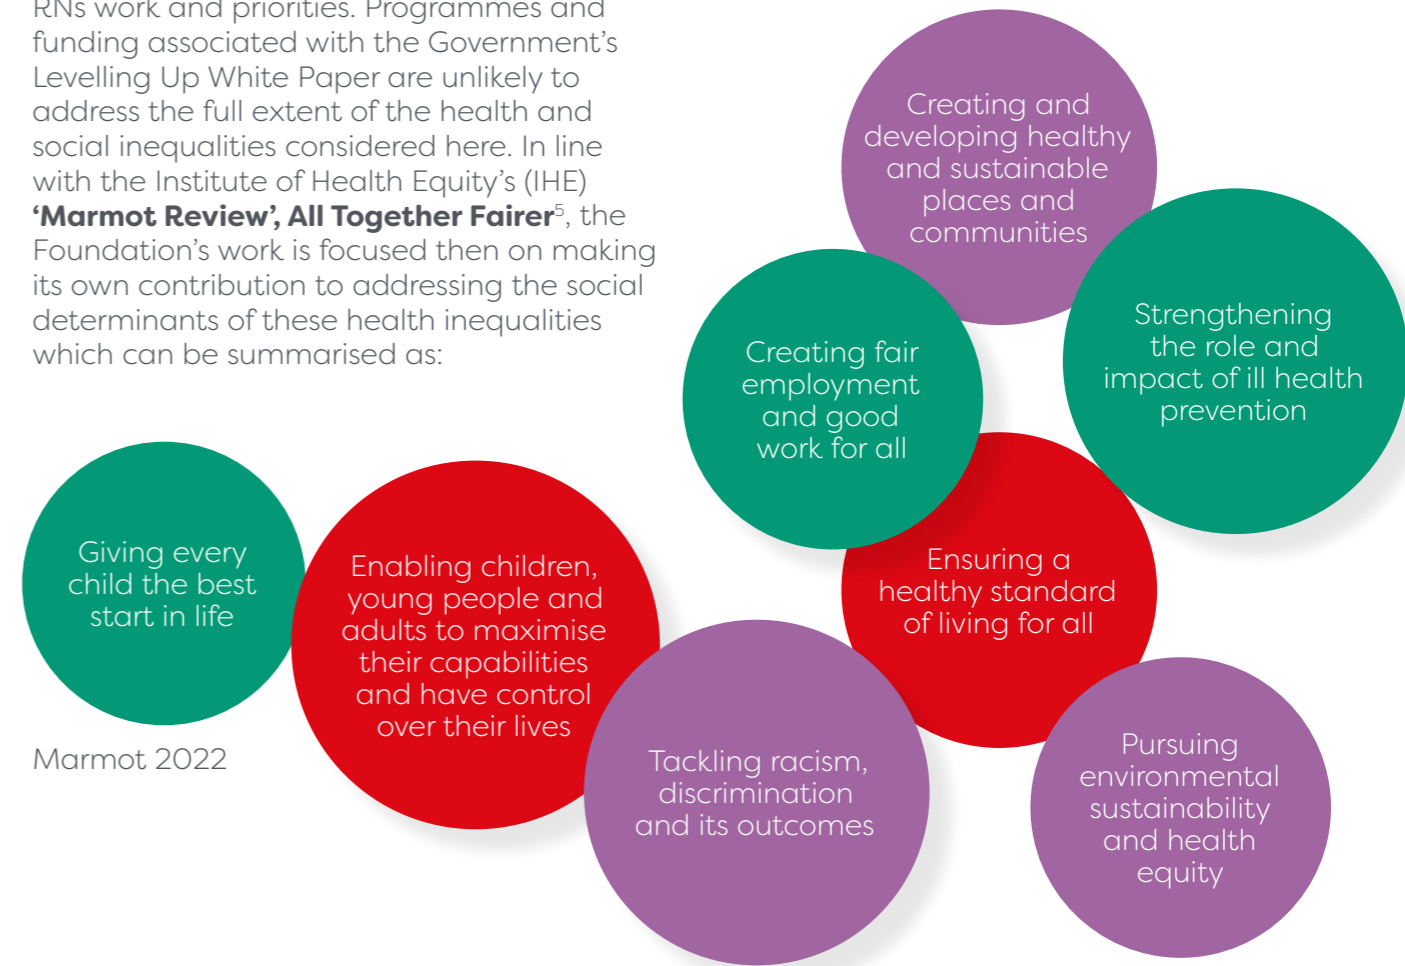 RNs work and priorities. Programmes and
funding associated with the Government’s
Levelling Up White Paper are unlikely to
address the full extent of the health and
social inequalities considered here. In line
with the Institute of Health Equity’s (IHE)
‘Marmot Review’, All Together Fairer⁵, the
Foundation’s work is focused then on making
its own contribution to addressing the social
determinants of these health inequalities
which can be summarised as:
Giving every
child the best
start in life
Enabling children,
young people and
adults to maximise
their capabilities
and have control
over their lives
Tackling racism,
discrimination
and its outcomes
Creating fair
employment
and good
work for all
Creating and
developing healthy
and sustainable
places and
communities
Strengthening
the role and
impact of ill health
prevention
Ensuring a
healthy standard
of living for all
Pursuing
environmental
sustainability
and health
equity
Marmot 2022